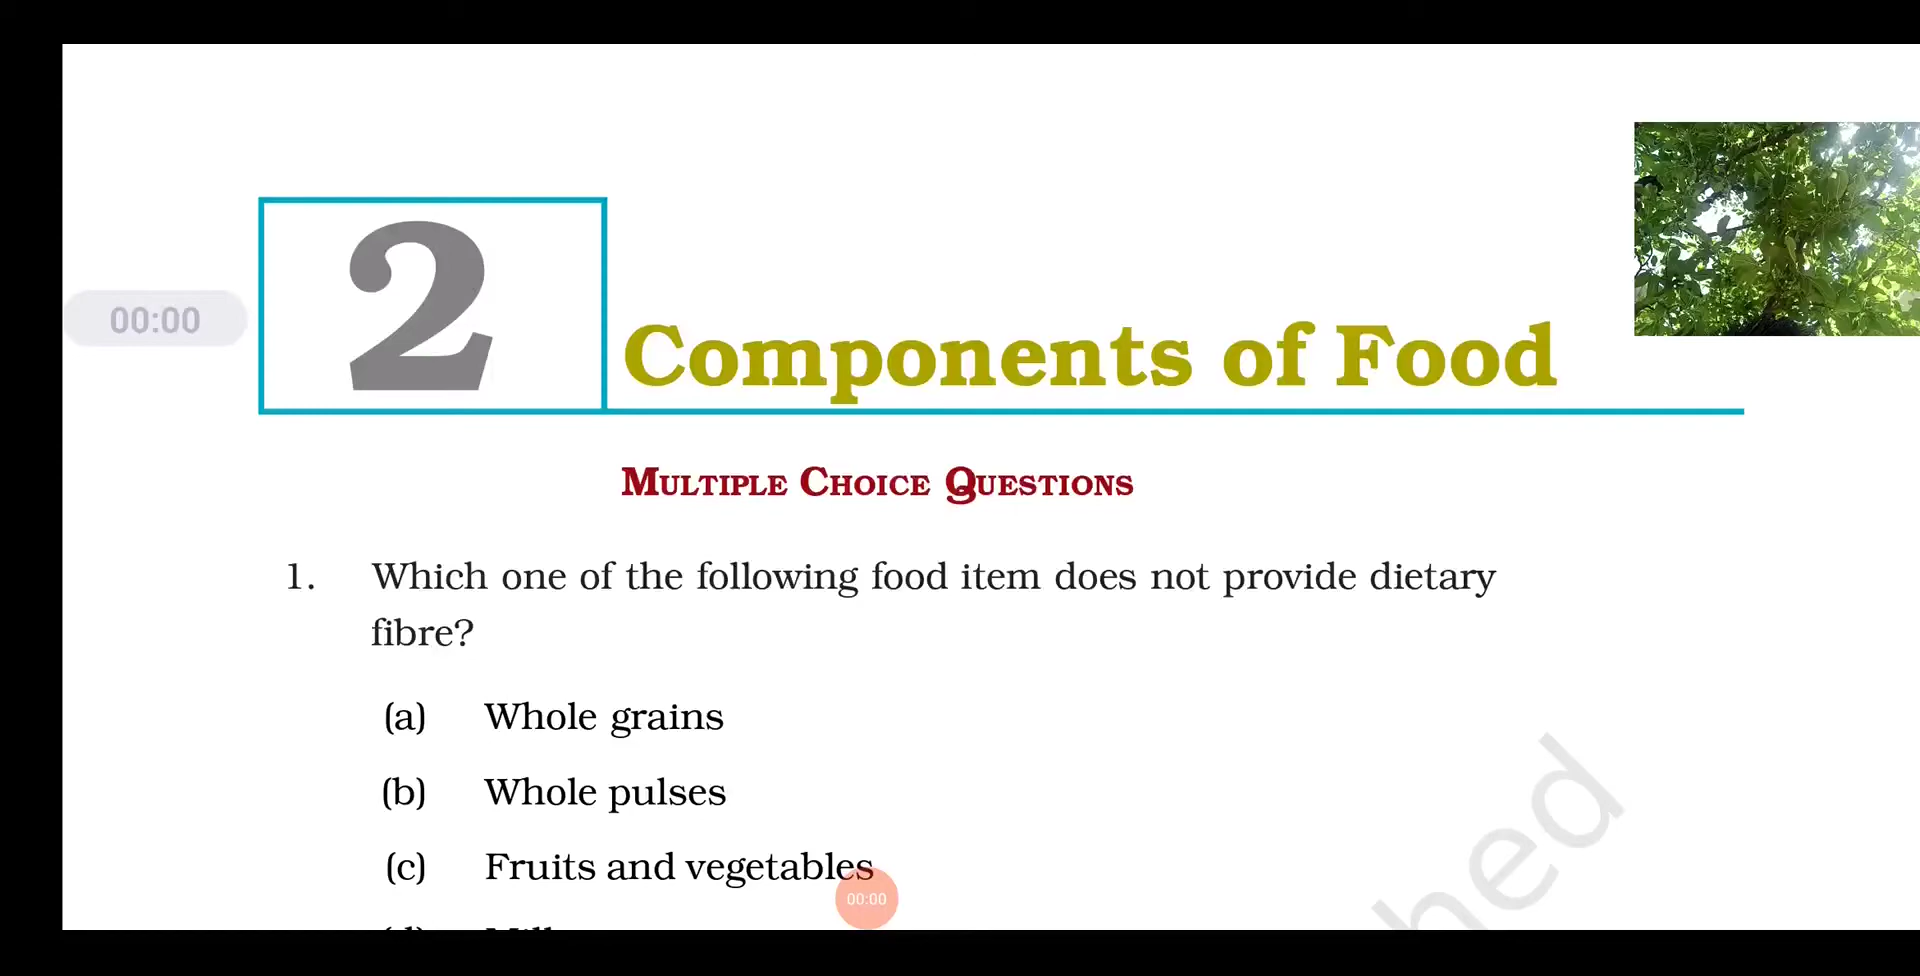 00:00
2
Components of Food
MULTIPLE CHOICE QUESTIONS
1. Which one of the following food item does not provide dietary
fibre?
(a) Whole grains
(b) Whole pulses
(c) Fruits and vegetables
00:00
hed